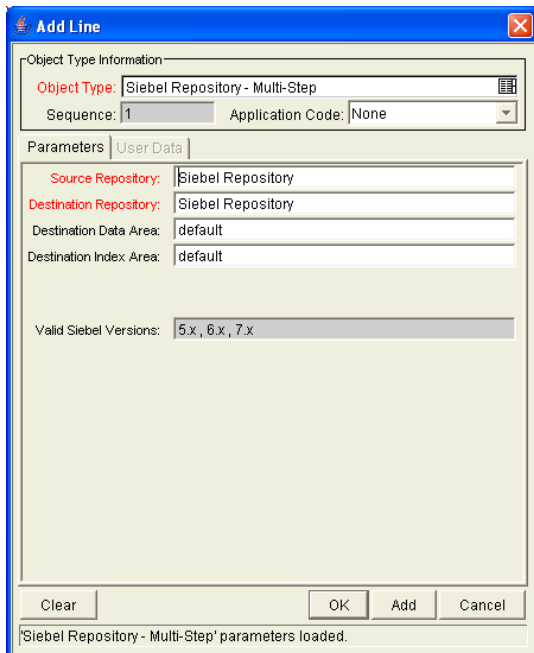 Add Line
Object Type Information
Object Type: Siebel Repository - Multi-Step
Sequence: 1 Application Code: None
Parameters User Data
Source Repository: Siebel Repository
Destination Repository: Siebel Repository
Destination Data Area: default
Destination Index Area: default
Valid Siebel Versions: 5.x , 6.x , 7.x
Clear OK Add Cancel
'Siebel Repository - Multi-Step' parameters loaded.